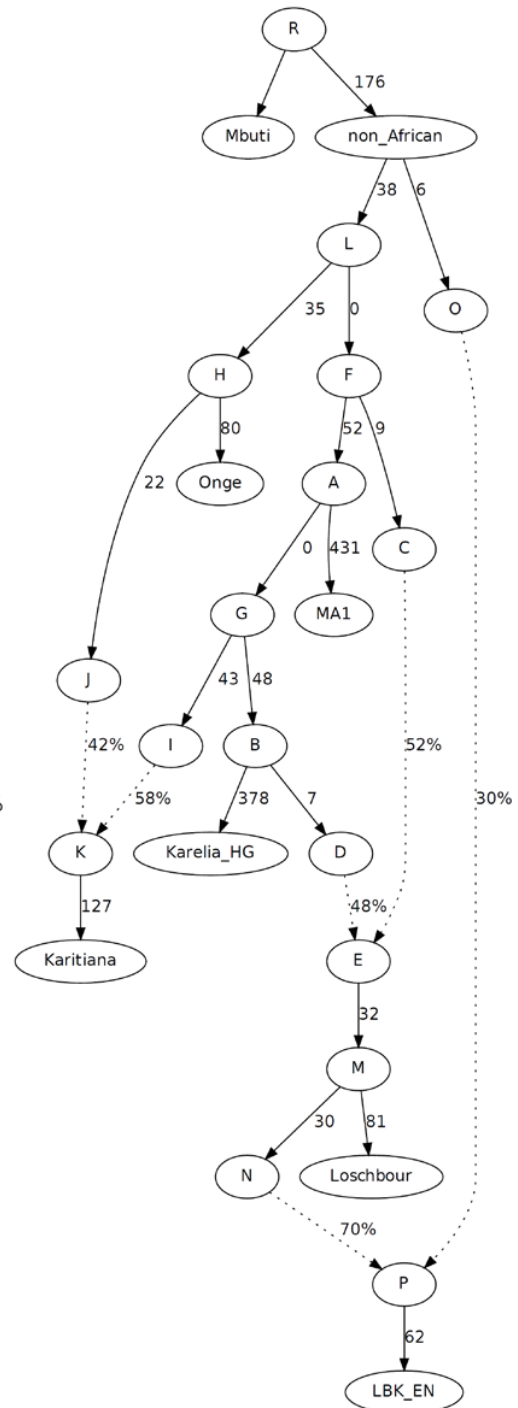 R
176
Mbuti
non_African
38
6
L
O
35
0
H
F
80
52
9
22
Onge
A
C
0
431
G
MA1
J
43
48
42%
I
B
52%
58%
378
7
30%
K
Karelia_HG
D
127
48%
Karitiana
E
32
M
30
81
N
Loschbour
70%
P
62
LBK_EN